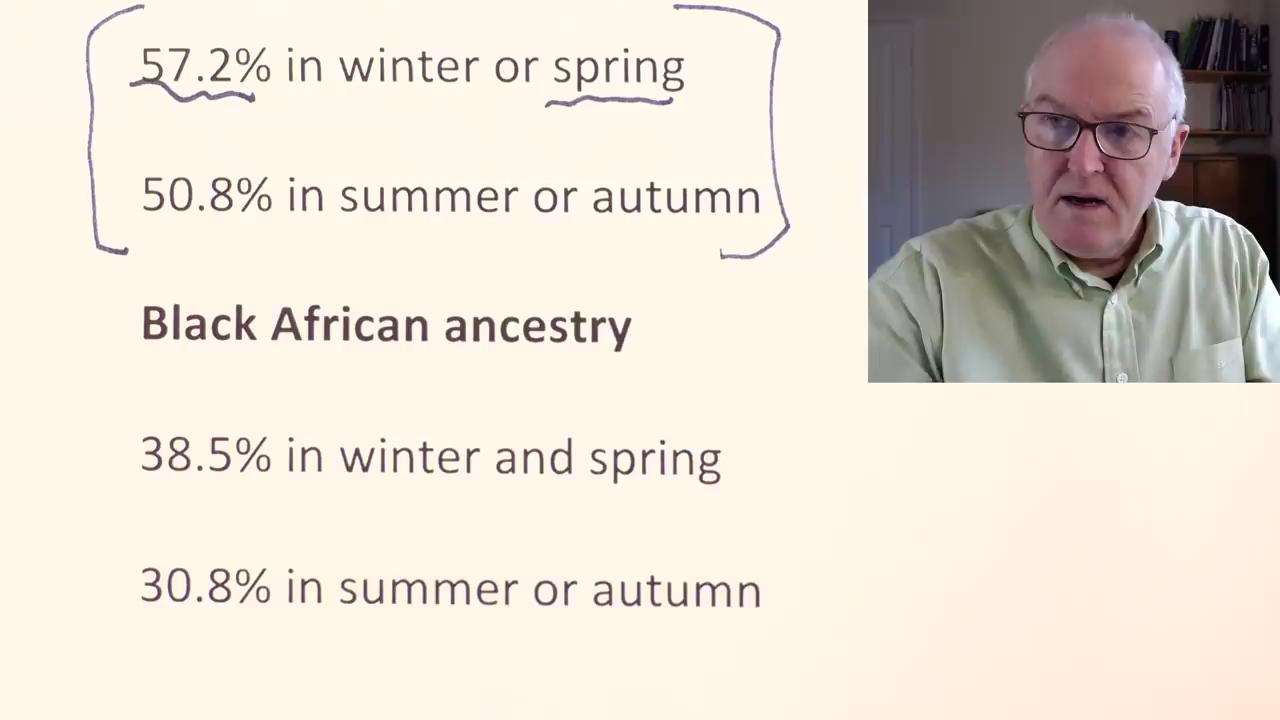 57.2% in winter or spring
50.8% in summer or autumn
Black African ancestry
38.5% in winter and spring
30.8% in summer or autumn